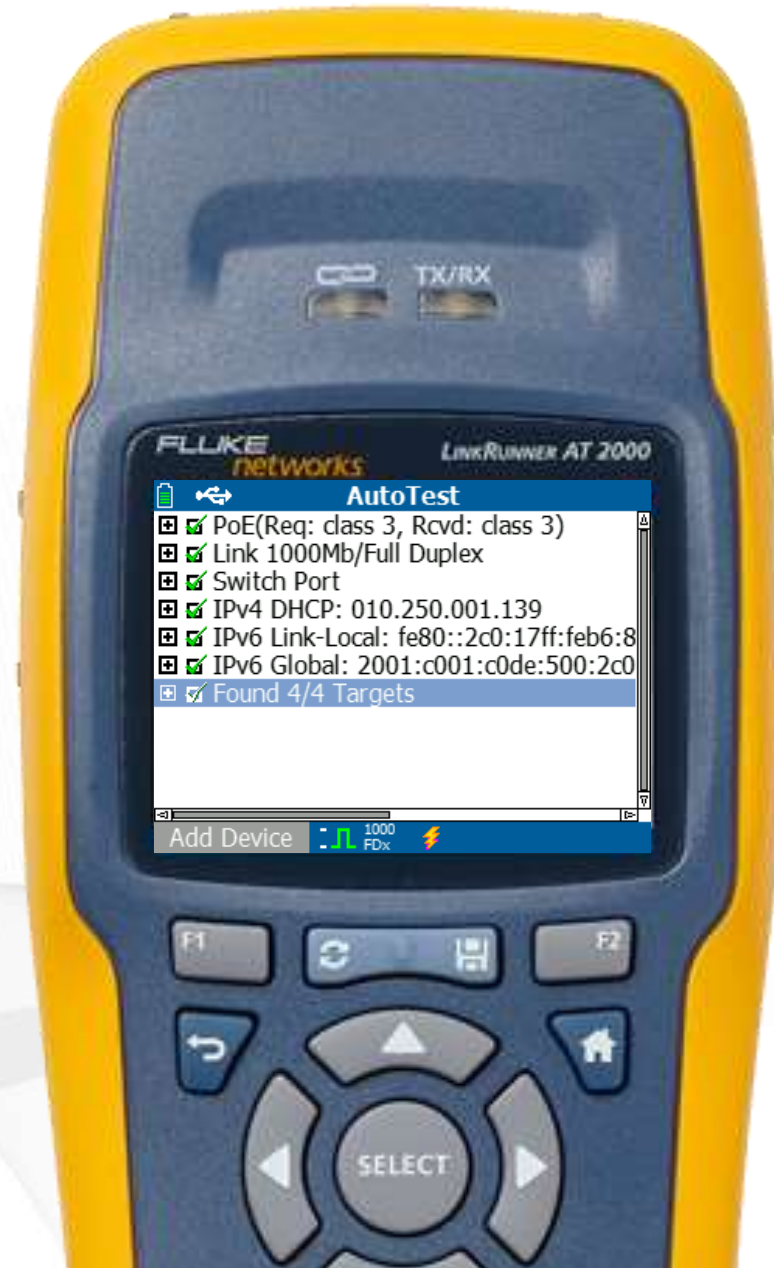 TX/RX
FLUKE
networks
LINKRUNNER AT 2000
AutoTest
PoE(Req: class 3, Rcvd: class 3)
Link 1000Mb/Full Duplex
Switch Port
IPv4 DHCP: 010.250.001.139
IPv6 Link-Local: fe80::2c0:17ff:feb6:8
IPv6 Global: 2001:c001:c0de:500:2c0
Found 4/4 Targets
Add Device
1000
FDx
F1
F2
SELECT